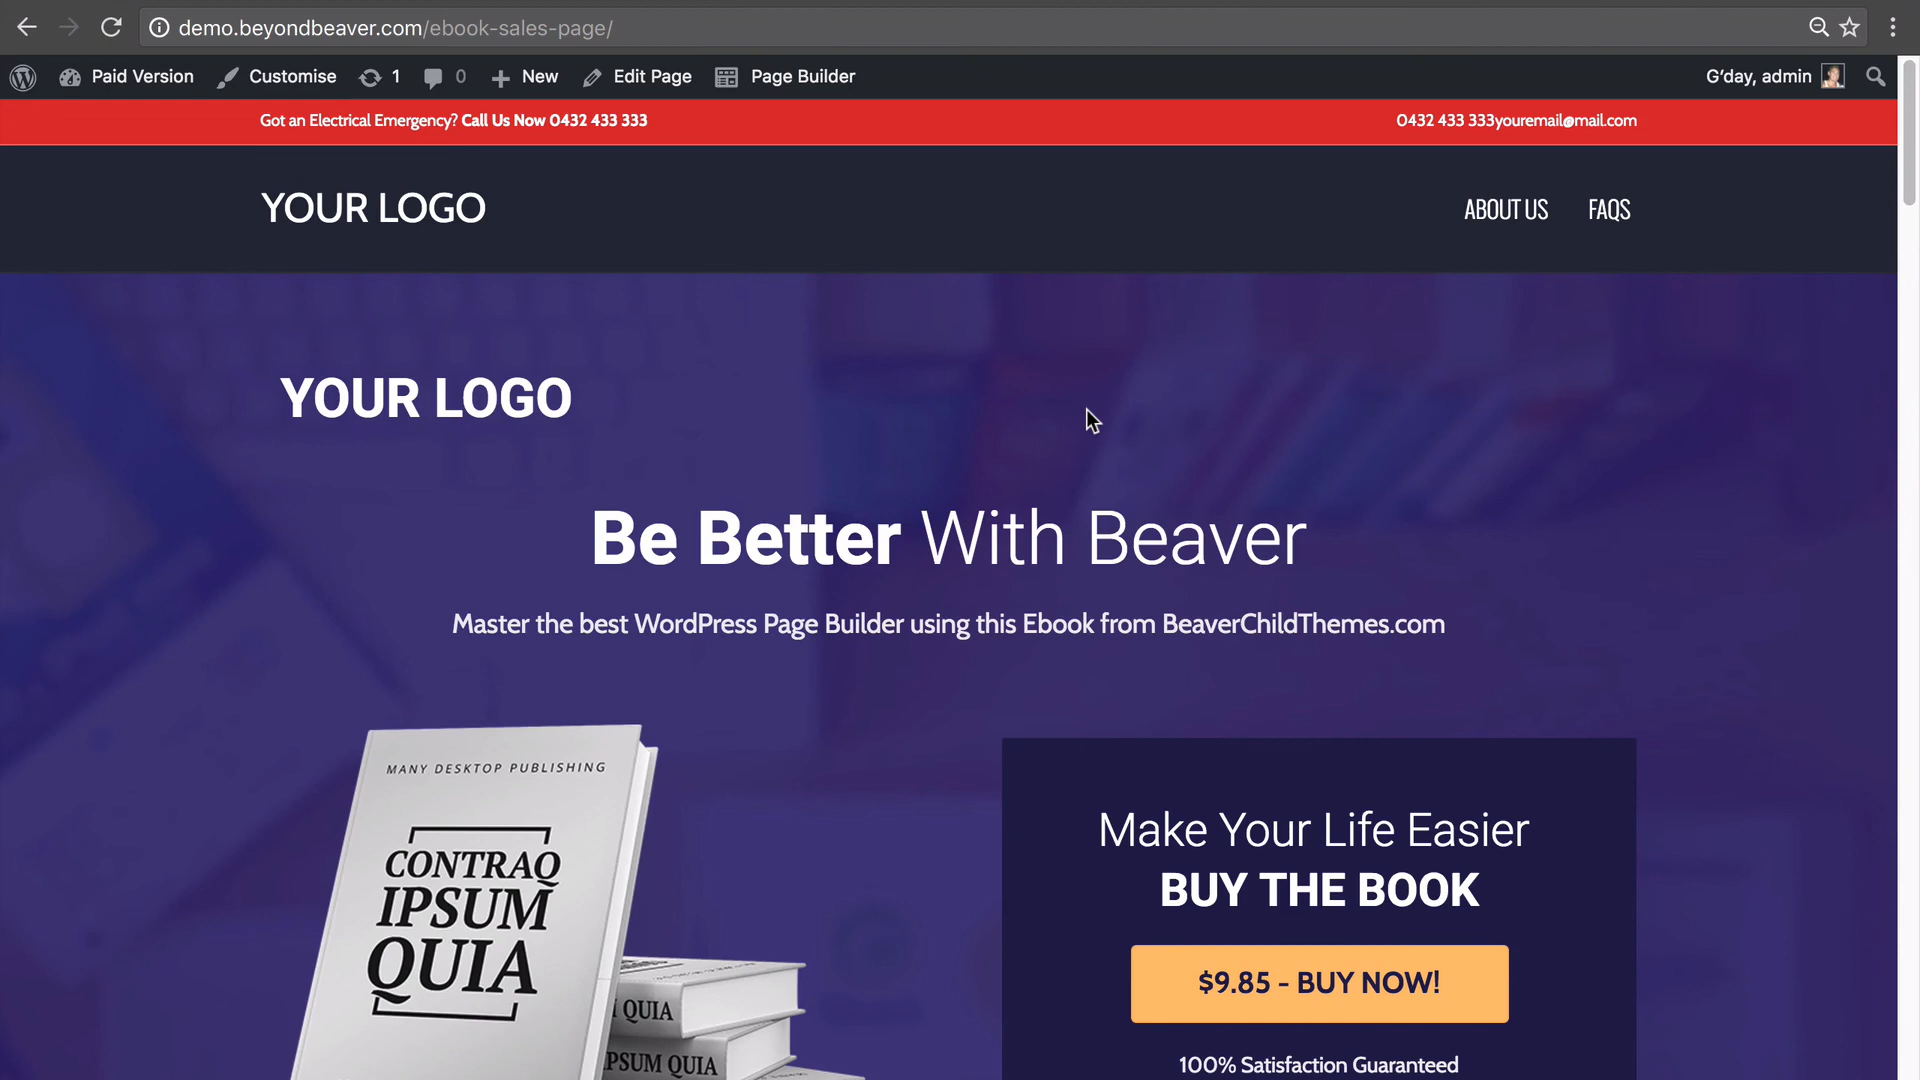 demo.beyondbeaver.com/ebook-sales-page/
Paid Version Customise 1 0 New Edit Page Page Builder G'day, admin
Got an Electrical Emergency? Call Us Now 0432 433 333 0432 433 333youremail@mail.com
YOUR LOGO ABOUT US FAQS
YOUR LOGO
Be Better With Beaver
Master the best WordPress Page Builder using this Ebook from BeaverChildThemes.com
MANY DESKTOP PUBLISHING
CONTRAQ
IPSUM
QUIA
QUIA
IPSUM QUIA
Make Your Life Easier
BUY THE BOOK
$9.85 - BUY NOW!
100% Satisfaction Guaranteed